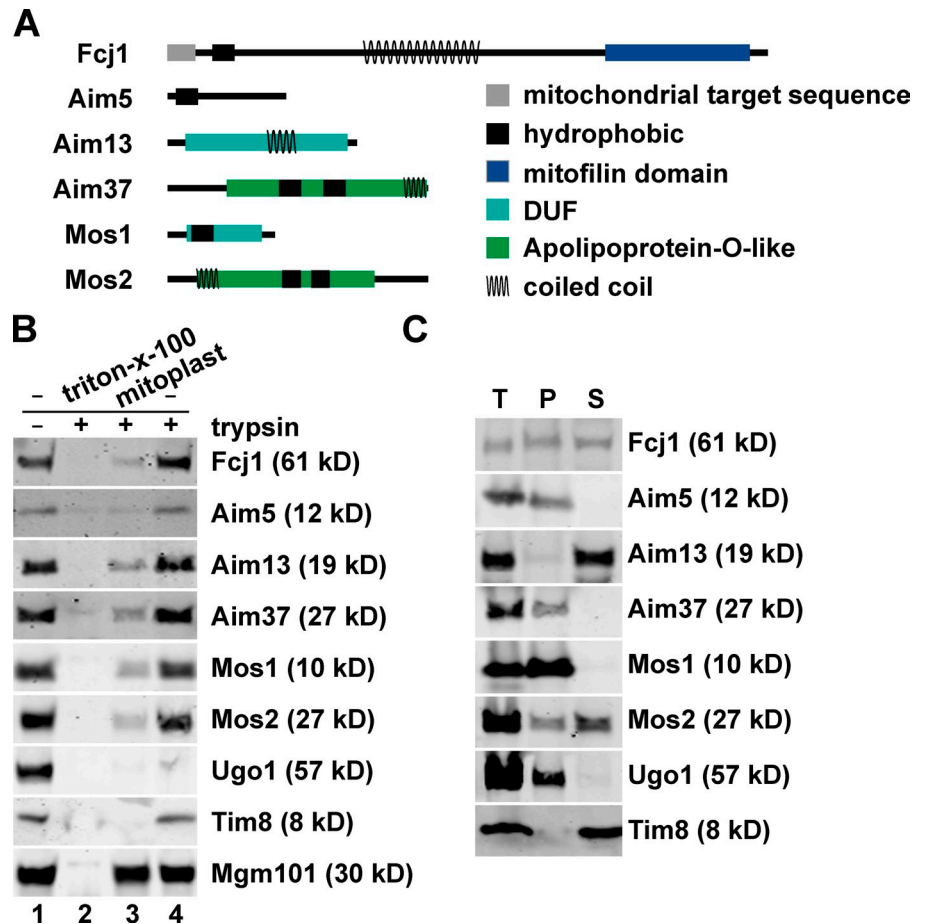 A
Fcj1
Aim5
Aim13
Aim37
Mos1
Mos2
mitochondrial target sequence
hydrophobic
mitofilin domain
DUF
Apolipoprotein-O-like
coiled coil
B
– triton-x-100 mitoplast –
– + + + trypsin
Fcj1 (61 kD)
Aim5 (12 kD)
Aim13 (19 kD)
Aim37 (27 kD)
Mos1 (10 kD)
Mos2 (27 kD)
Ugo1 (57 kD)
Tim8 (8 kD)
Mgm101 (30 kD)
1 2 3 4
C
T P S
Fcj1 (61 kD)
Aim5 (12 kD)
Aim13 (19 kD)
Aim37 (27 kD)
Mos1 (10 kD)
Mos2 (27 kD)
Ugo1 (57 kD)
Tim8 (8 kD)